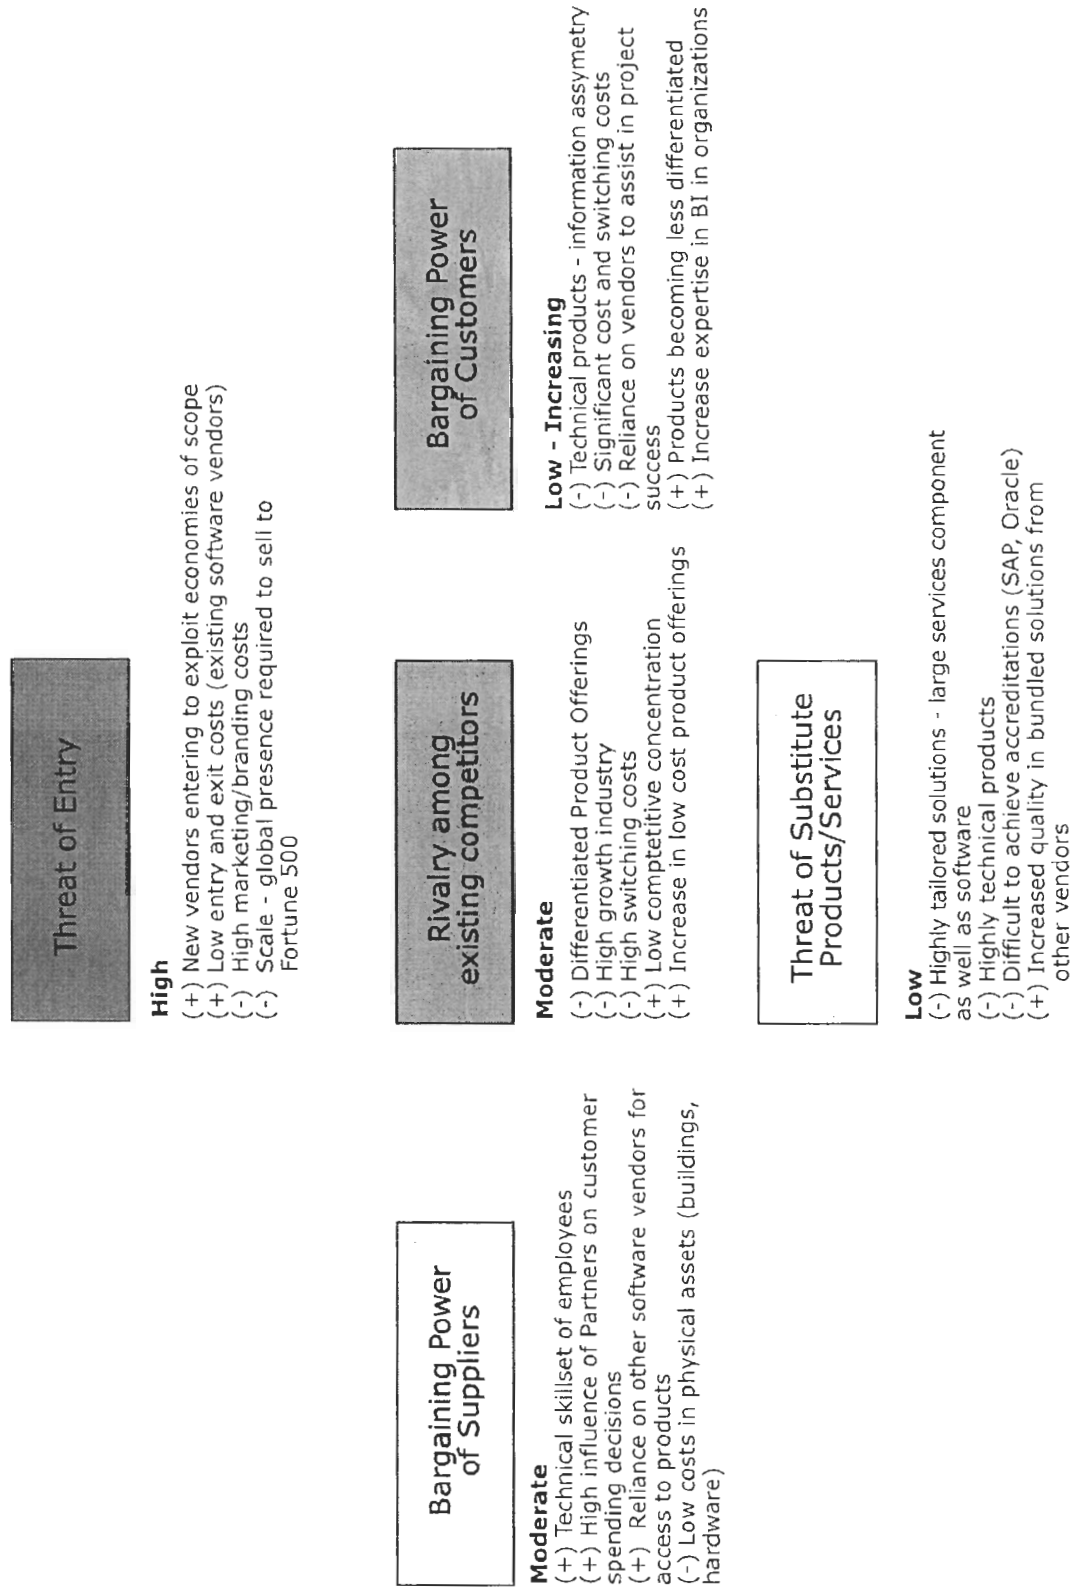 Threat of Entry
High
(+) New vendors entering to exploit economies of scope
(+) Low entry and exit costs (existing software vendors)
(-) High marketing/branding costs
(-) Scale - global presence required to sell to
Fortune 500
Bargaining Power
of Suppliers
Moderate
(+) Technical skillset of employees
(+) High influence of Partners on customer
spending decisions
(+) Reliance on other software vendors for
access to products
(-) Low costs in physical assets (buildings,
hardware)
Rivalry among
existing competitors
Moderate
(-) Differentiated Product Offerings
(-) High growth industry
(-) High switching costs
(+) Low comptetitive concentration
(+) Increase in low cost product offerings
Bargaining Power
of Customers
Low - Increasing
(-) Technical products - information assymetry
(-) Significant cost and switching costs
(-) Reliance on vendors to assist in project
success
(+) Products becoming less differentiated
(+) Increase expertise in BI in organizations
Threat of Substitute
Products/Services
Low
(-) Highly tailored solutions - large services component
as well as software
(-) Highly technical products
(-) Difficult to achieve accreditations (SAP, Oracle)
(+) Increased quality in bundled solutions from
other vendors